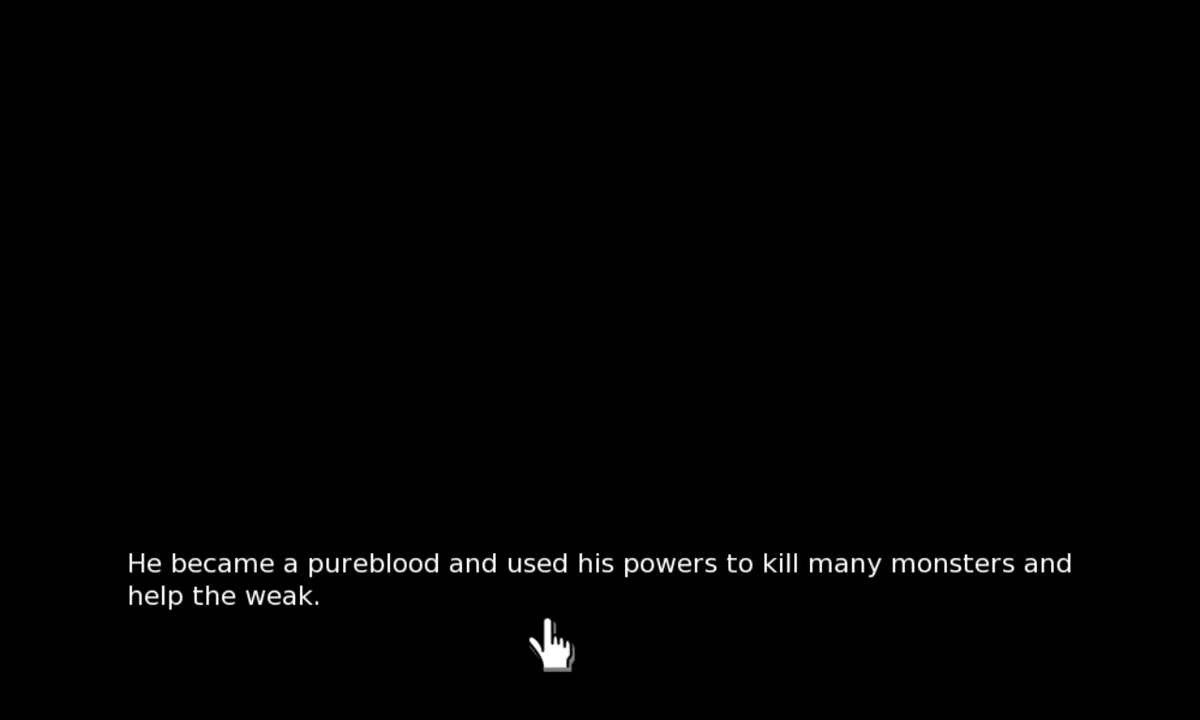 He became a pureblood and used his powers to kill many monsters and
help the weak.